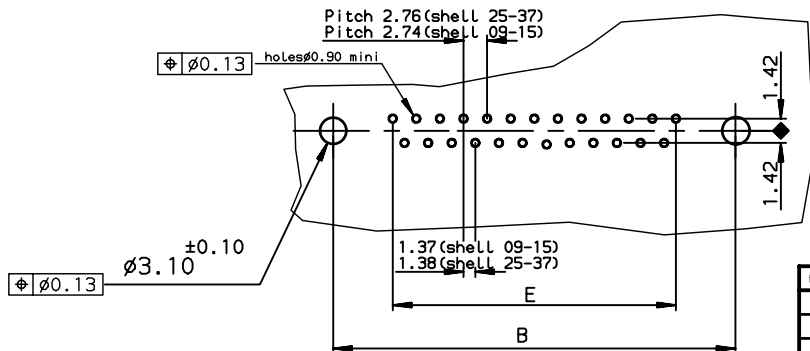 Pitch 2.76(shell 25-37)
Pitch 2.74(shell 09-15)
⌖ ø0.13 holesø0.90 mini
1.42
1.42
±0.10
ø3.10
⌖ ø0.13
1.37(shell 09-15)
1.38(shell 25-37)
E
B